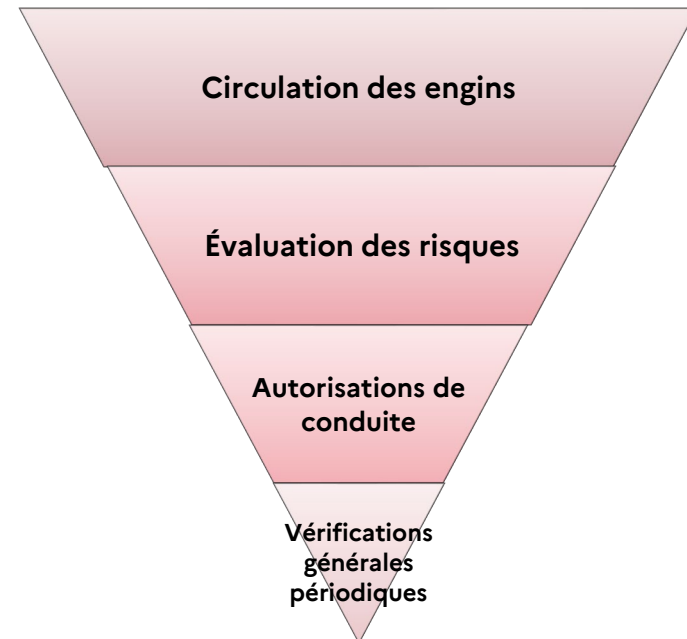 Circulation des engins
Évaluation des risques
Autorisations de
conduite
Vérifications
générales
périodiques